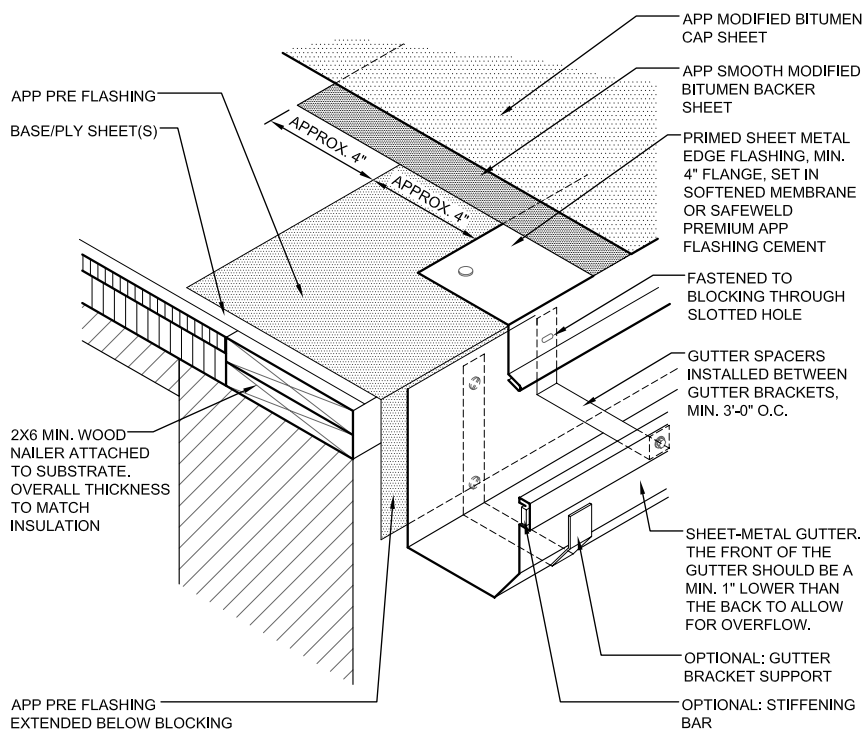 APP MODIFIED BITUMEN
CAP SHEET
APP SMOOTH MODIFIED
BITUMEN BACKER
SHEET
PRIMED SHEET METAL
EDGE FLASHING, MIN.
4" FLANGE, SET IN
SOFTENED MEMBRANE
OR SAFEWELD
PREMIUM APP
FLASHING CEMENT
FASTENED TO
BLOCKING THROUGH
SLOTTED HOLE
GUTTER SPACERS
INSTALLED BETWEEN
GUTTER BRACKETS,
MIN. 3'-0" O.C.
SHEET-METAL GUTTER.
THE FRONT OF THE
GUTTER SHOULD BE A
MIN. 1" LOWER THAN
THE BACK TO ALLOW
FOR OVERFLOW.
OPTIONAL: GUTTER
BRACKET SUPPORT
OPTIONAL: STIFFENING
BAR
APP PRE FLASHING
BASE/PLY SHEET(S)
APPROX. 4"
APPROX. 4"
2X6 MIN. WOOD
NAILER ATTACHED
TO SUBSTRATE.
OVERALL THICKNESS
TO MATCH
INSULATION
APP PRE FLASHING
EXTENDED BELOW BLOCKING